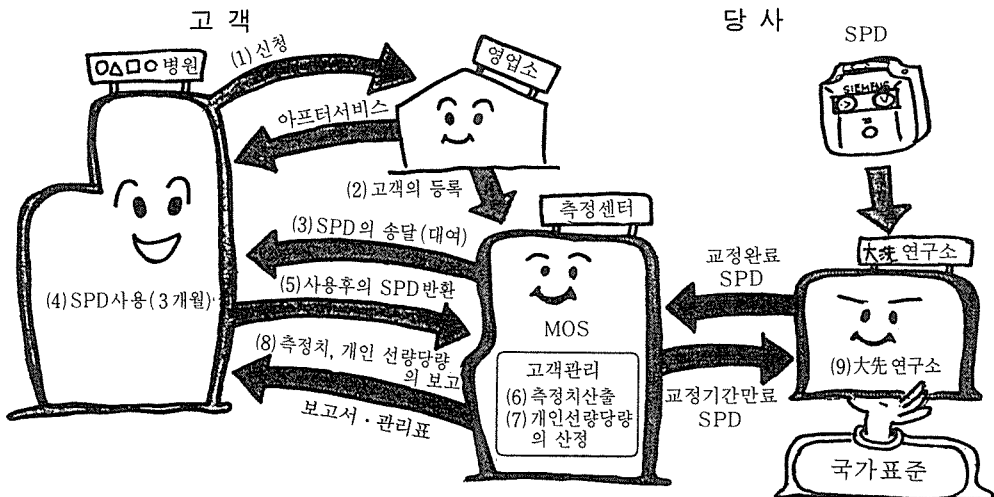 고 객
당 사
SPD
○△□○병원
(1)신청
영업소
SIEMENS
아프터서비스
(2)고객의 등록
측정센터
(3)SPD의 송달(대여)
大洗 연구소
교정완료
SPD
(4)SPD사용(3개월)
(5)사용후의 SPD반환
MOS
(8)측정치, 개인 선량당량
의 보고
고객관리
(6)측정치산출
(7)개인선량당량
의 산정
보고서·관리표
(9)大先연구소
교정기간만료
SPD
국가표준